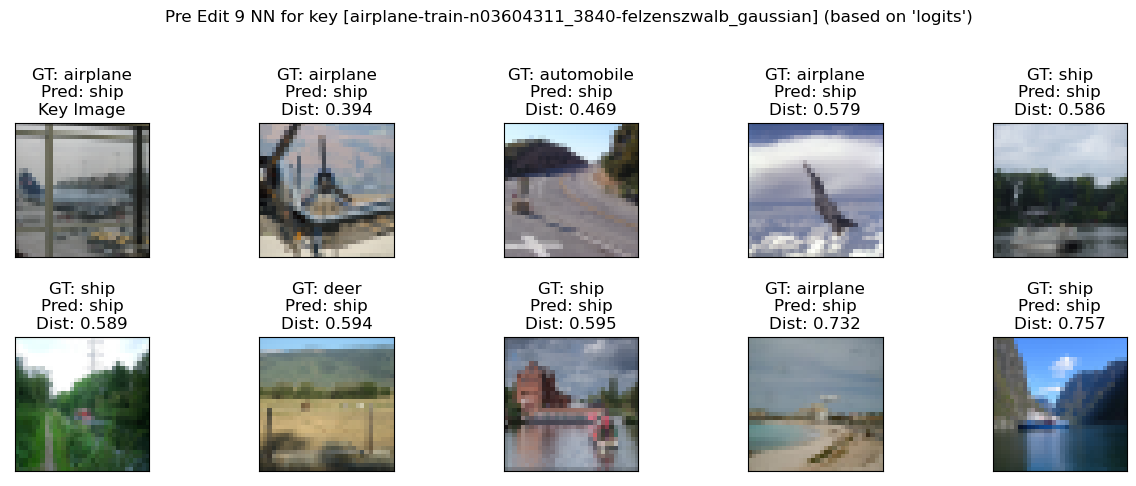 Pre Edit 9 NN for key [airplane-train-n03604311_3840-felzenszwalb_gaussian] (based on 'logits')
GT: airplane
Pred: ship
Key Image
GT: airplane
Pred: ship
Dist: 0.394
GT: automobile
Pred: ship
Dist: 0.469
GT: airplane
Pred: ship
Dist: 0.579
GT: ship
Pred: ship
Dist: 0.586
GT: ship
Pred: ship
Dist: 0.589
GT: deer
Pred: ship
Dist: 0.594
GT: ship
Pred: ship
Dist: 0.595
GT: airplane
Pred: ship
Dist: 0.732
GT: ship
Pred: ship
Dist: 0.757